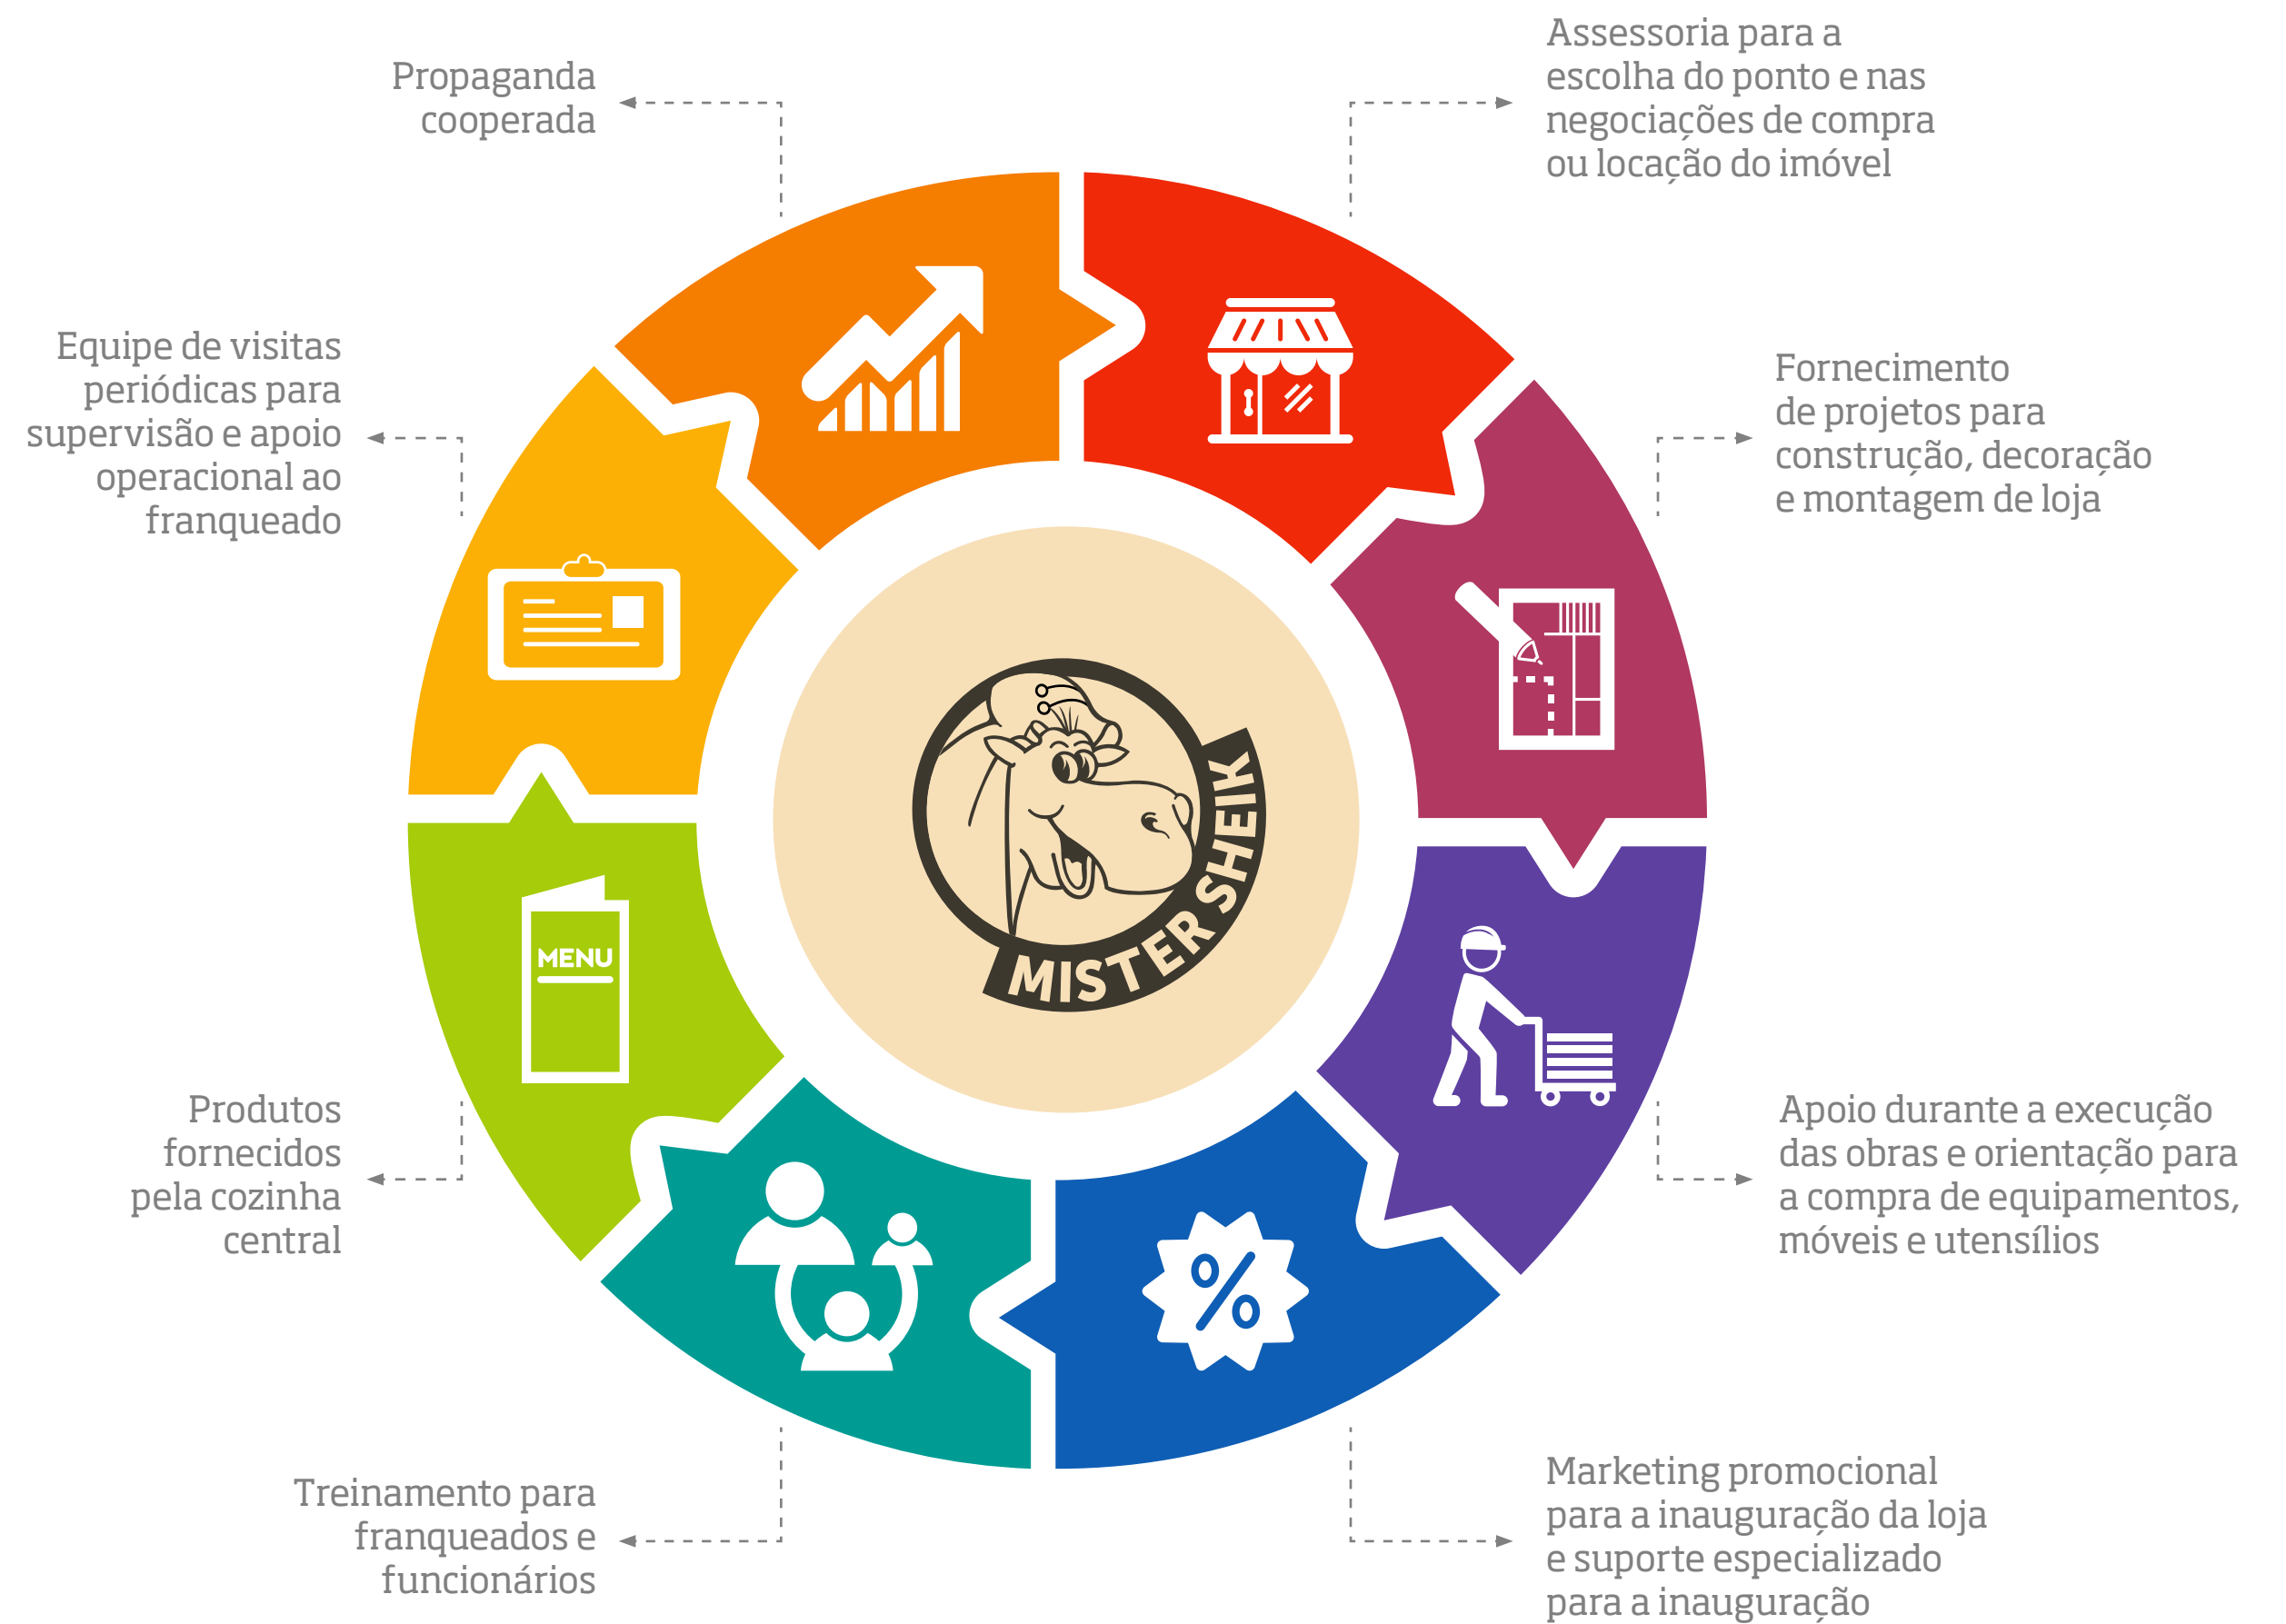 Propaganda
cooperada
Assessoria para a
escolha do ponto e nas
negociações de compra
ou locação do imóvel
Fornecimento
de projetos para
construção, decoração
e montagem de loja
Apoio durante a execução
das obras e orientação para
a compra de equipamentos,
móveis e utensílios
Marketing promocional
para a inauguração da loja
e suporte especializado
para a inauguração
Treinamento para
franqueados e
funcionários
Produtos
fornecidos
pela cozinha
central
Equipe de visitas
periódicas para
supervisão e apoio
operacional ao
franqueado
MENU
%
MISTER SHEIK